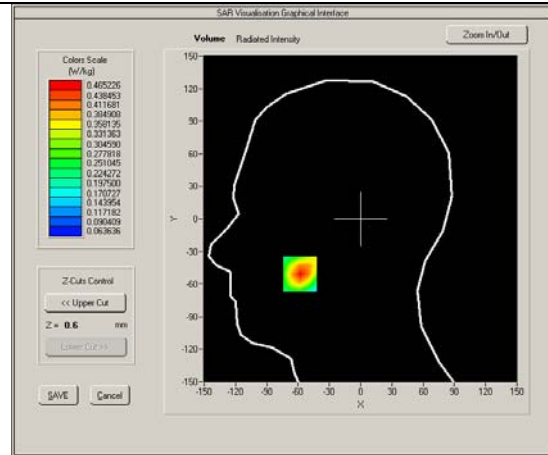 SAR Visualisation Graphical Interface
Volume Radiated Intensity
Zoom In/Out
Colors Scale
(W/kg)
0.465226
0.438453
0.411681
0.384908
0.358135
0.331363
0.304590
0.277818
0.251045
0.224272
0.197500
0.170727
0.143954
0.117182
0.090409
0.063636
Z-Cuts Control
<< Upper Cut
Z = 0.6 mm
Lower Cut >>
SAVE Cancel
150
120
90
60
30
0
-30
-60
-90
-120
-150
Y
-150 -120 -90 -60 -30 0 30 60 90 120 150
X